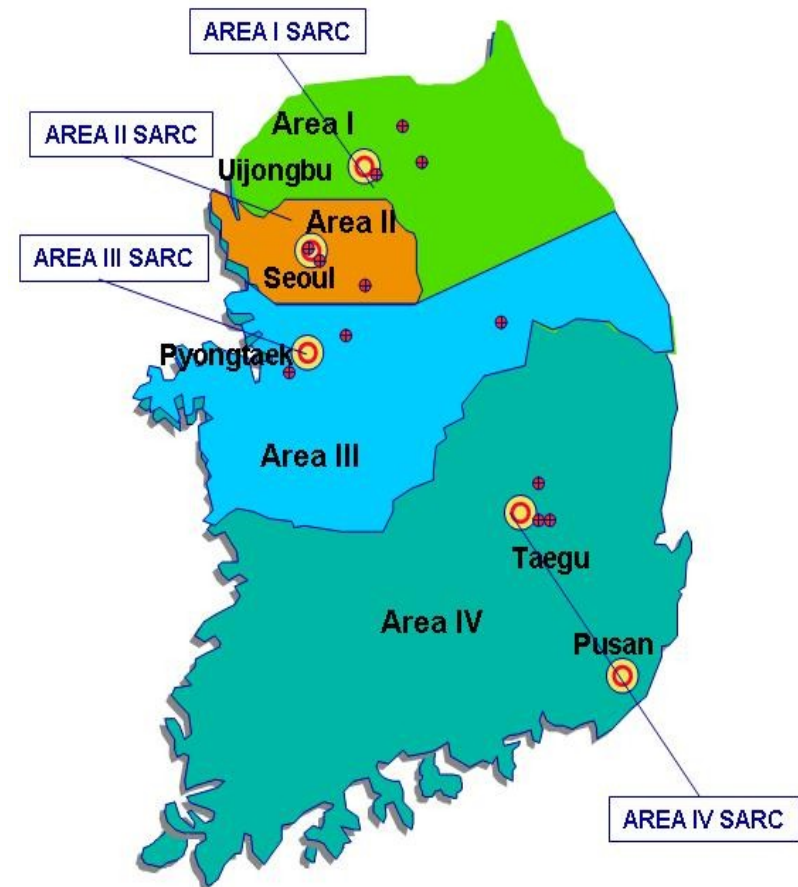 AREA I SARC
Area I
AREA II SARC
Uijongbu
Area II
AREA III SARC
Seoul
Pyongtaek
Area III
Taegu
Area IV
Pusan
AREA IV SARC